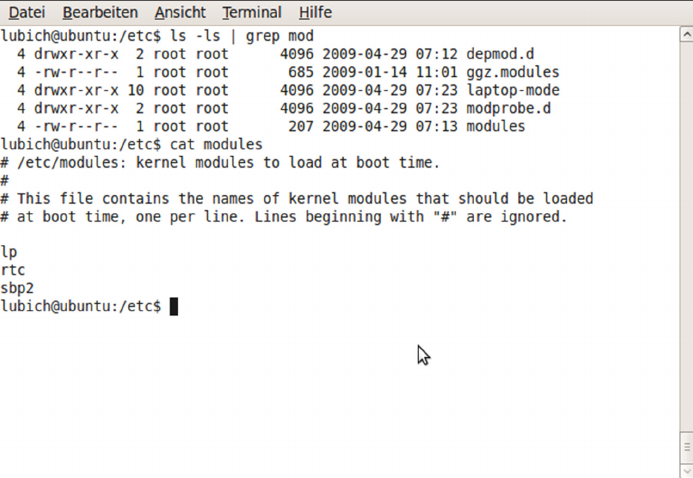 Datei Bearbeiten Ansicht Terminal Hilfe
lubich@ubuntu:/etc$ ls -ls | grep mod
4 drwxr-xr-x 2 root root 4096 2009-04-29 07:12 depmod.d
4 -rw-r--r-- 1 root root 685 2009-01-14 11:01 ggz.modules
4 drwxr-xr-x 10 root root 4096 2009-04-29 07:23 laptop-mode
4 drwxr-xr-x 2 root root 4096 2009-04-29 07:23 modprobe.d
4 -rw-r--r-- 1 root root 207 2009-04-29 07:13 modules
lubich@ubuntu:/etc$ cat modules
# /etc/modules: kernel modules to load at boot time.
#
# This file contains the names of kernel modules that should be loaded
# at boot time, one per line. Lines beginning with "#" are ignored.
lp
rtc
sbp2
lubich@ubuntu:/etc$